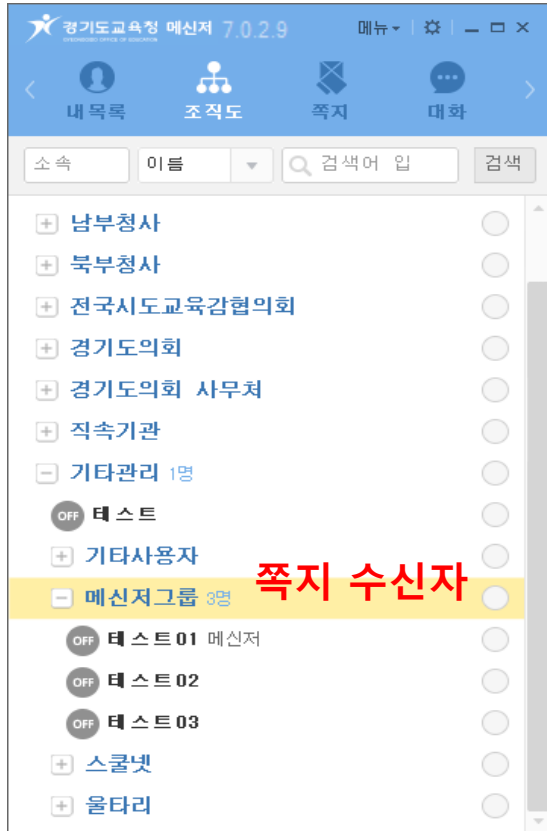 경기도교육청 메신저 7.0.2.9 메뉴
내목록 조직도 쪽지 대화
소속 이름 검색어 입 검색
남부청사
북부청사
전국시도교육감협의회
경기도의회
경기도의회 사무처
직속기관
기타관리 1명
OFF 테스트
기타사용자
쪽지 수신자
메신저그룹 3명
OFF 테스트01 메신저
OFF 테스트02
OFF 테스트03
스쿨넷
울타리